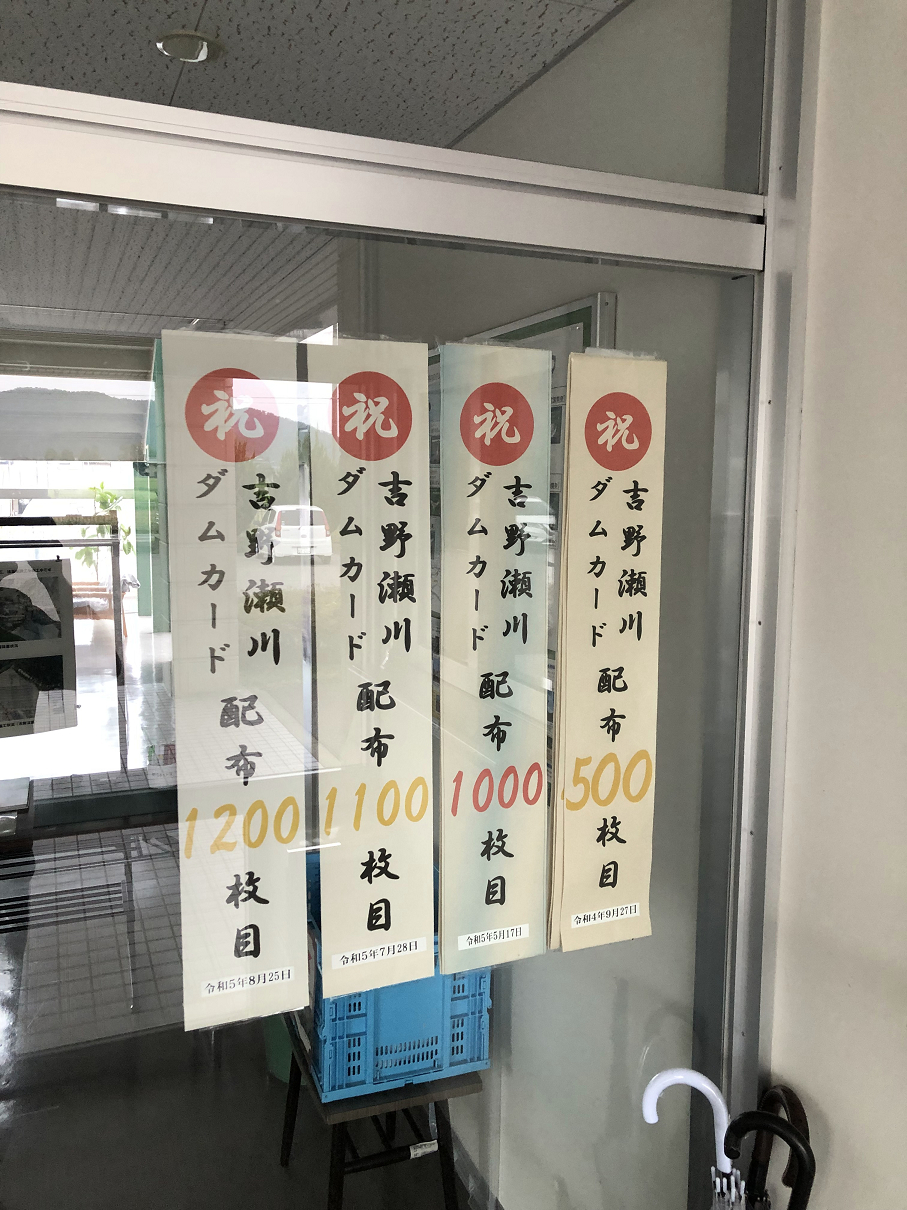 祝
吉野瀬川
ダムカード
配布
500
枚目
令和4年9月27日
祝
吉野瀬川
ダムカード
配布
1000
枚目
令和5年5月17日
祝
吉野瀬川
ダムカード
配布
1100
枚目
令和5年7月28日
祝
吉野瀬川
ダムカード
配布
1200
枚目
令和5年8月25日